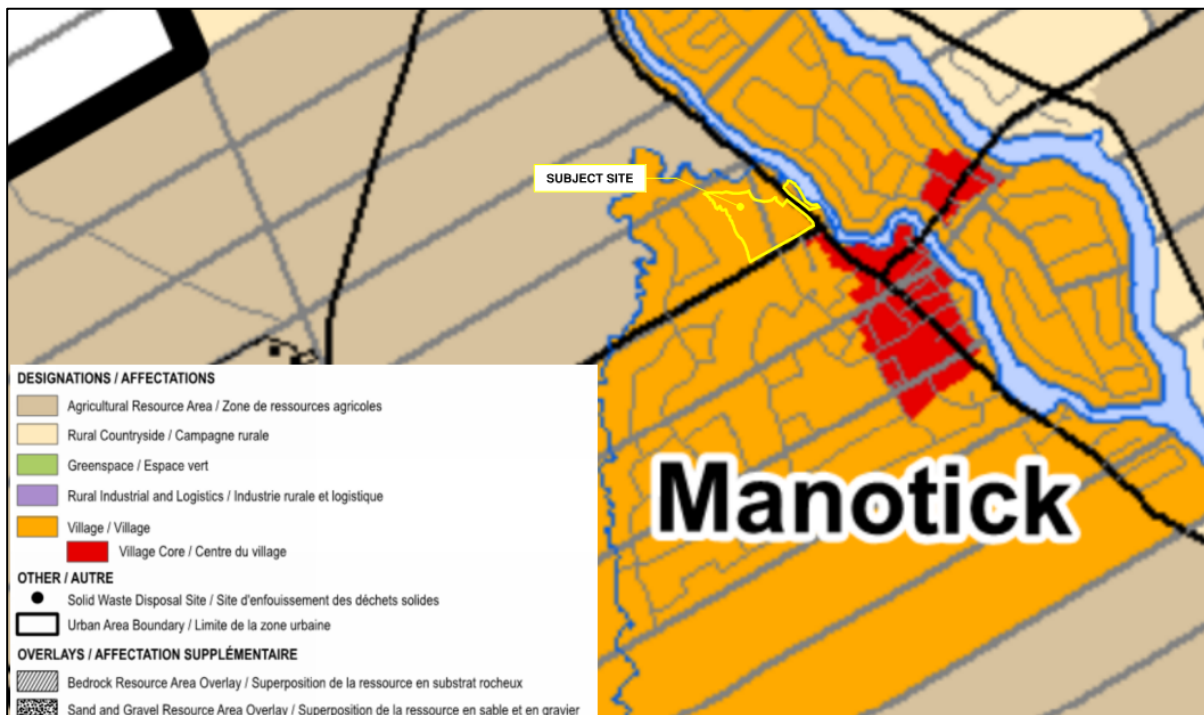 SUBJECT SITE
DESIGNATIONS / AFFECTATIONS
Agricultural Resource Area / Zone de ressources agricoles
Rural Countryside / Campagne rurale
Greenspace / Espace vert
Rural Industrial and Logistics / Industrie rurale et logistique
Village / Village
Village Core / Centre du village
Manotick
OTHER / AUTRE
Solid Waste Disposal Site / Site d'enfouissement des déchets solides
Urban Area Boundary / Limite de la zone urbaine
OVERLAYS / AFFECTATION SUPPLÉMENTAIRE
Bedrock Resource Area Overlay / Superposition de la ressource en substrat rocheux
Sand and Gravel Resource Area Overlay / Superposition de la ressource en sable et en gravier